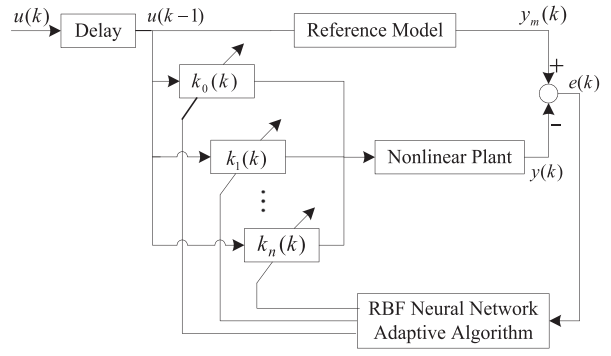 u(k)
Delay
u(k−1)
Reference Model
y_m(k)
+
e(k)
k_0(k)
k_1(k)
Nonlinear Plant
−
y(k)
⋮
k_n(k)
RBF Neural Network
Adaptive Algorithm